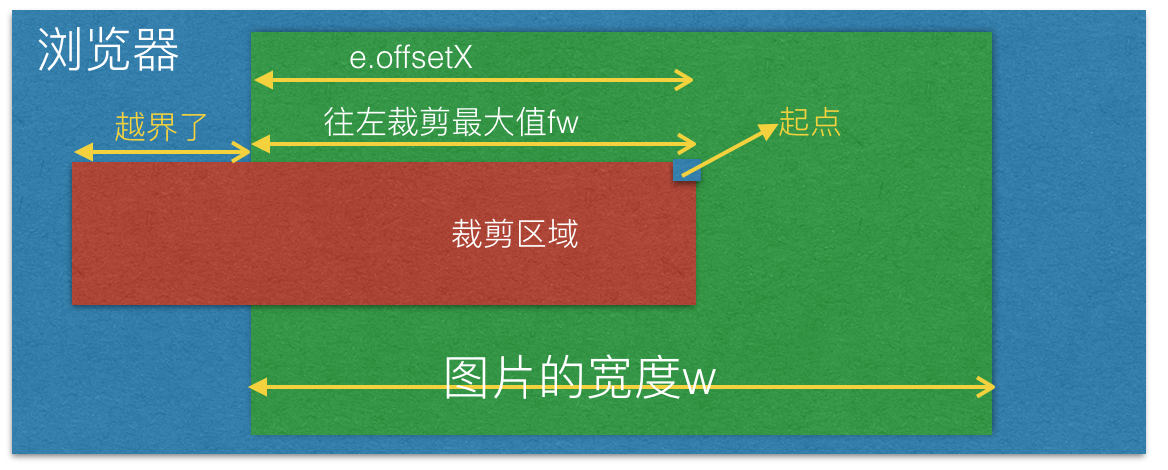 浏览器
e.offsetX
越界了
往左裁剪最大值fw
起点
裁剪区域
图片的宽度w